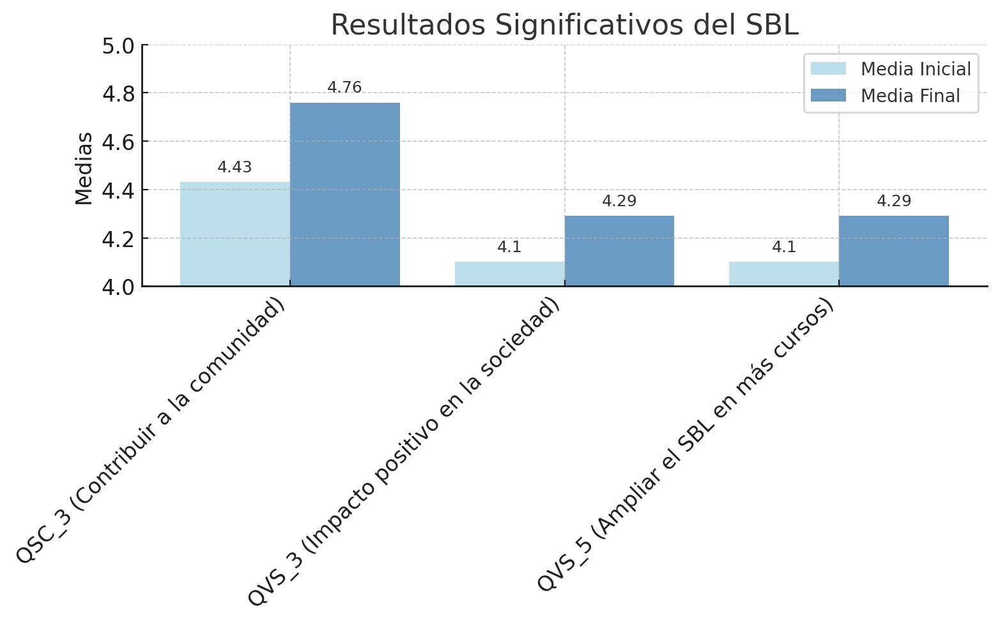 Resultados Significativos del SBL
Media Inicial
Media Final
Medias
5.0
4.8
4.6
4.4
4.2
4.0
4.43
4.76
4.1
4.29
4.1
4.29
QSC_3 (Contribuir a la comunidad)
QVS_3 (Impacto positivo en la sociedad)
QVS_5 (Ampliar el SBL en más cursos)